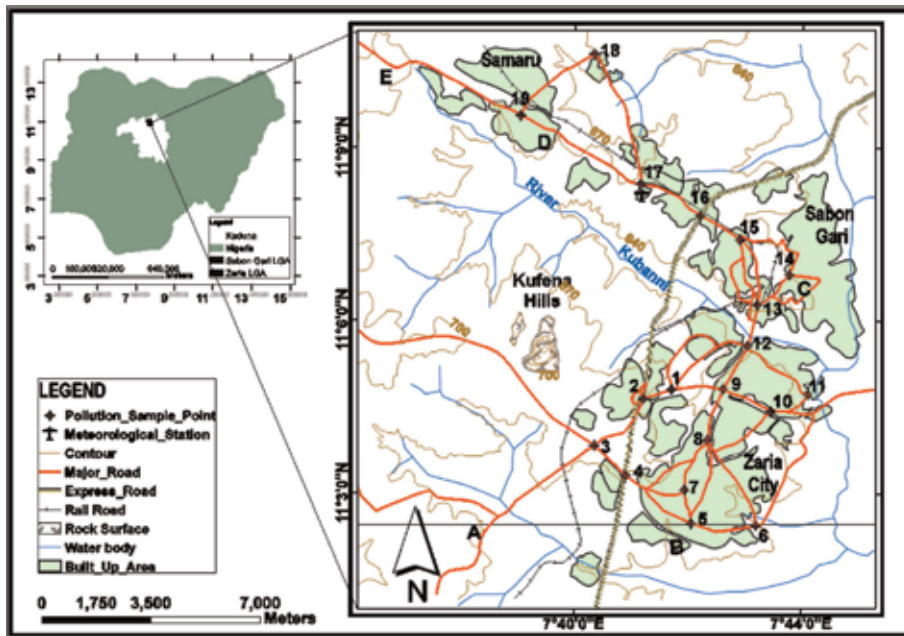 13
11
9
7
5
3
Legend
Kaduna
Nigeria
Sabon Gari LGA
Zaria LGA
3 5 7 9 11 13 15
LEGEND
Pollution_Sample_Point
Meteorological_Station
Contour
Major_Road
Express_Road
Rail Road
Rock Surface
Water body
Built_Up_Area
0 1,750 3,500 7,000
Meters
N
11°9'0"N
11°6'0"N
11°3'0"N
7°40'0"E
7°44'0"E
E
Samaru
18
640
19
D
670
17
16
River
Kubanni
640
15
Sabon
Gari
14
C
13
Kufena
Hills
670
700
700
12
2
1
9
11
10
3
8
4
7
Zaria
City
A
5
B
6